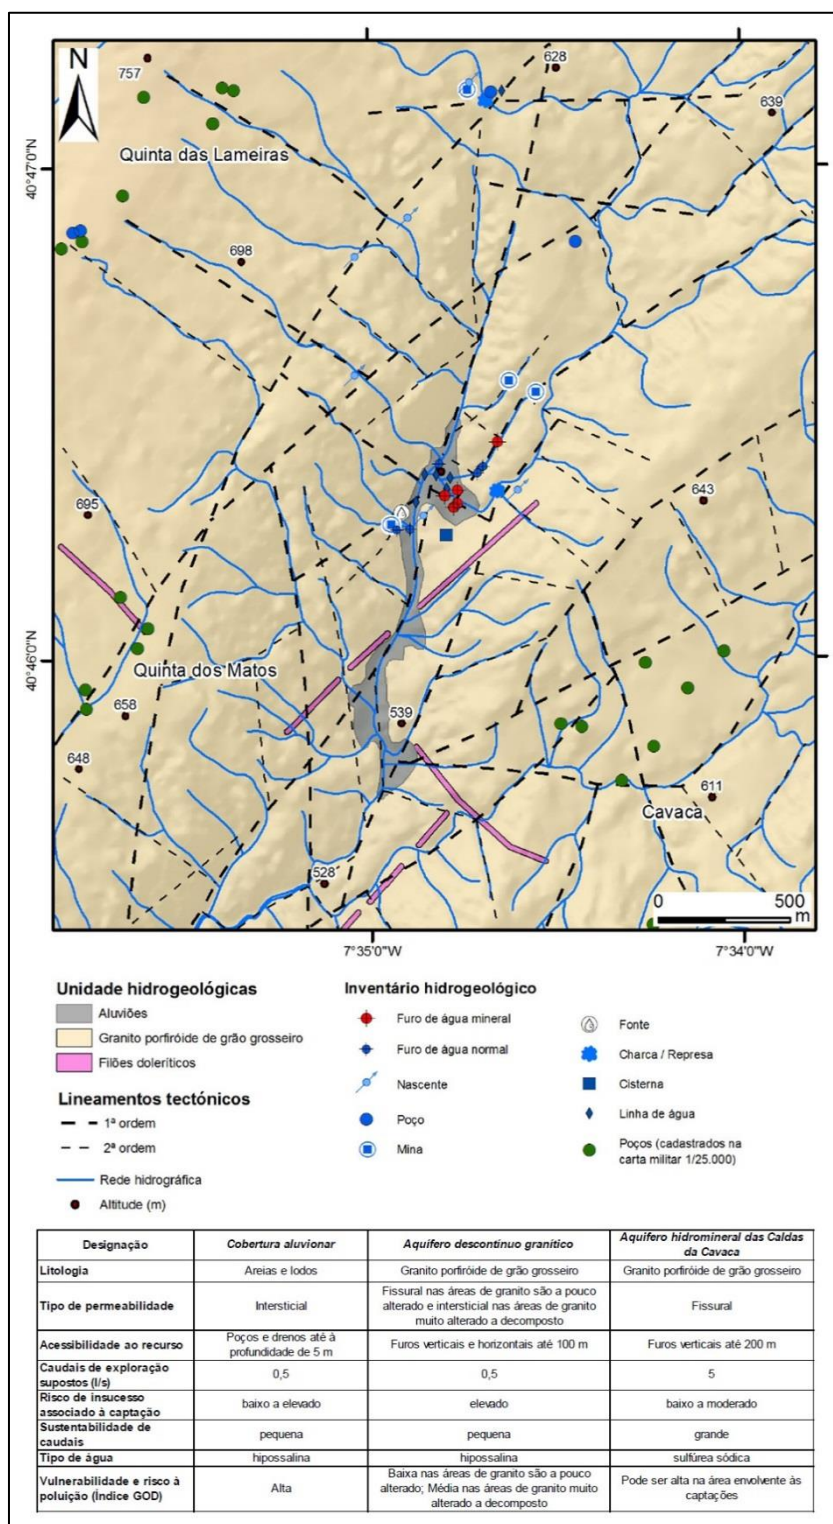 N
757
628
639
Quinta das Lameiras
40°47'0"N
698
695
643
40°46'0"N
Quinta dos Matos
658
539
648
611
Cavaca
528
0 500
m
7°35'0"W 7°34'0"W
Unidade hidrogeológicas
Aluviões
Granito porfiróide de grão grosseiro
Filões doleríticos
Lineamentos tectónicos
1ª ordem
2ª ordem
Rede hidrográfica
Altitude (m)
Inventário hidrogeológico
Furo de água mineral
Furo de água normal
Nascente
Poço
Mina
Fonte
Charca / Represa
Cisterna
Linha de água
Poços (cadastrados na
carta militar 1/25.000)
Designação Cobertura aluvionar Aquífero descontínuo granítico Aquífero hidromineral das Caldas
da Cavaca
Litologia Areias e lodos Granito porfiróide de grão grosseiro Granito porfiróide de grão grosseiro
Tipo de permeabilidade Intersticial Fissural nas áreas de granito são a pouco
alterado e intersticial nas áreas de granito
muito alterado a decomposto Fissural
Acessibilidade ao recurso Poços e drenos até à
profundidade de 5 m Furos verticais e horizontais até 100 m Furos verticais até 200 m
Caudais de exploração
supostos (l/s) 0,5 0,5 5
Risco de insucesso
associado à captação baixo a elevado elevado baixo a moderado
Sustentabilidade de
caudais pequena pequena grande
Tipo de água hipossalina hipossalina sulfúrea sódica
Vulnerabilidade e risco à
poluição (Índice GOD) Alta Baixa nas áreas de granito são a pouco
alterado; Média nas áreas de granito muito
alterado a decomposto Pode ser alta na área envolvente às
captações